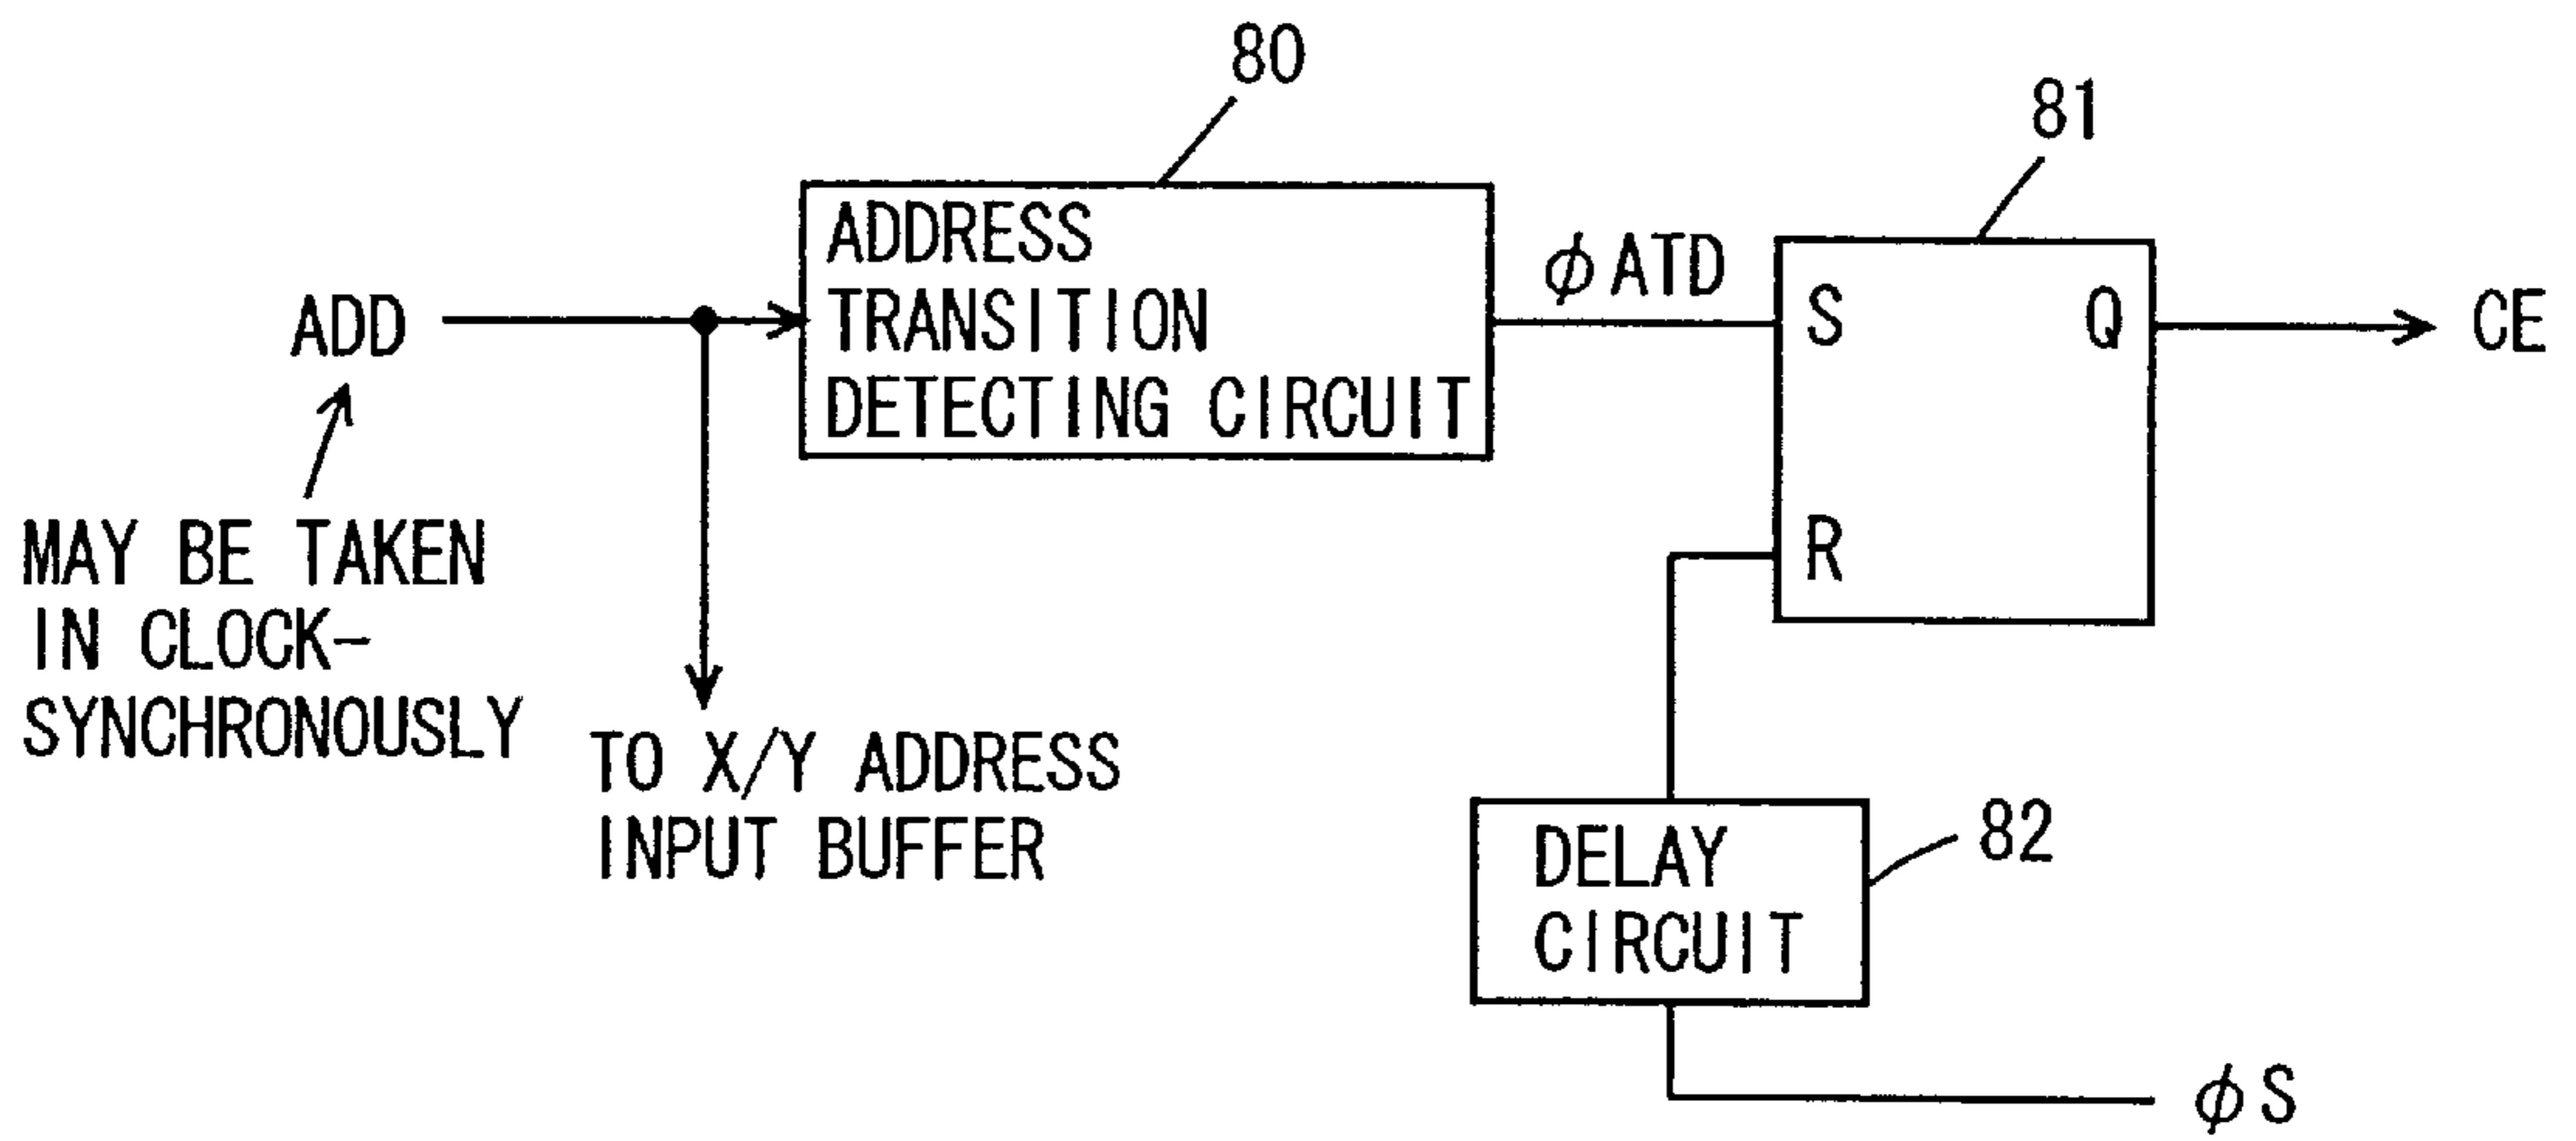 80
81
ADDRESS
TRANSITION
DETECTING CIRCUIT
ADD
φATD
S
Q
CE
R
MAY BE TAKEN
IN CLOCK-
SYNCHRONOUSLY
TO X/Y ADDRESS
INPUT BUFFER
DELAY
CIRCUIT
82
φS